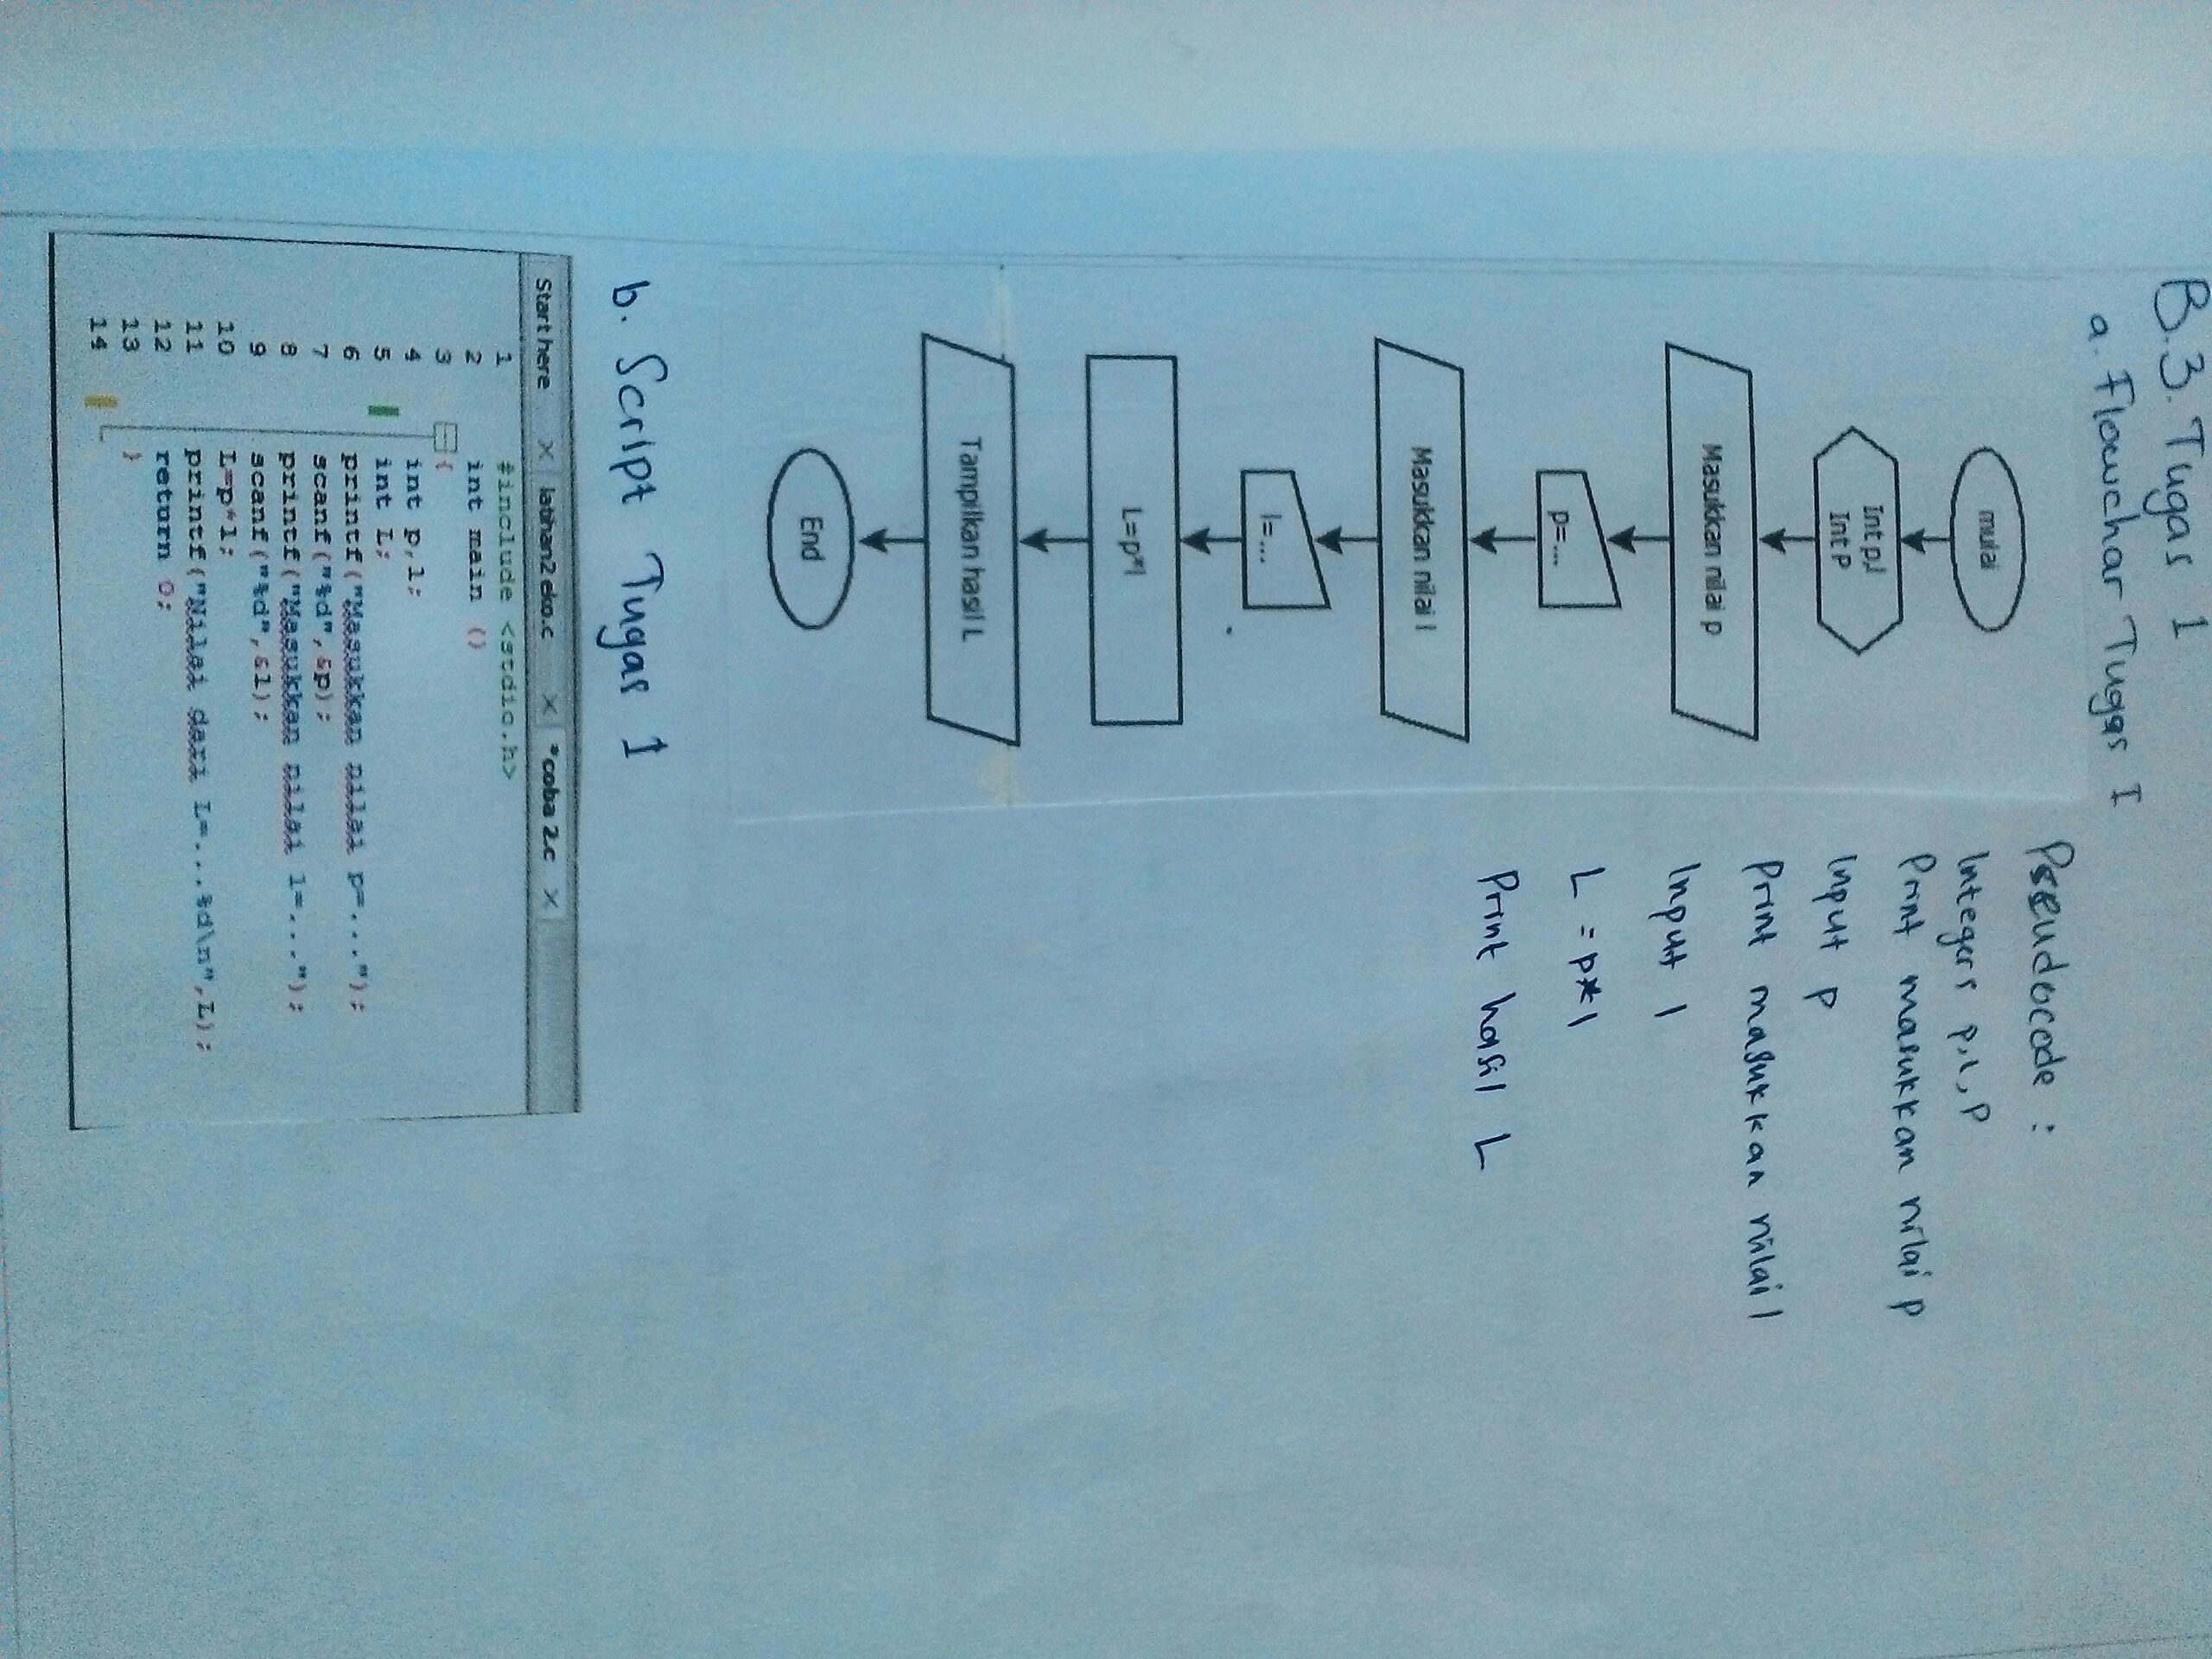 B.3. Tugas 1
a. Flowchar Tugas I
mulai
Int p,l
Int P
Masukkan nilai p
p=...
Masukkan nilai l
l=...
L=p*l
Tampilkan hasil L
End
Pseudocode :
Integers p,l,P
Print masukkan nilai p
Input p
Print masukkan nilai l
Input l
L = p*l
Print hasil L
b. Script Tugas 1
Start here X latihan2 eko.c X *coba 2.c X
1 #include <stdio.h>
2 int main ()
3 {
4 int p,l;
5 int L;
6 printf("Masukkan nilai p=...");
7 scanf("%d",&p);
8 printf("Masukkan nilai l=...");
9 scanf("%d",&l);
10 L=p*l;
11 printf("Nilai dari L=...%d\n",L);
12 return 0;
13 }
14